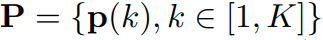 P = {p(k), k ∈ [1, K]}